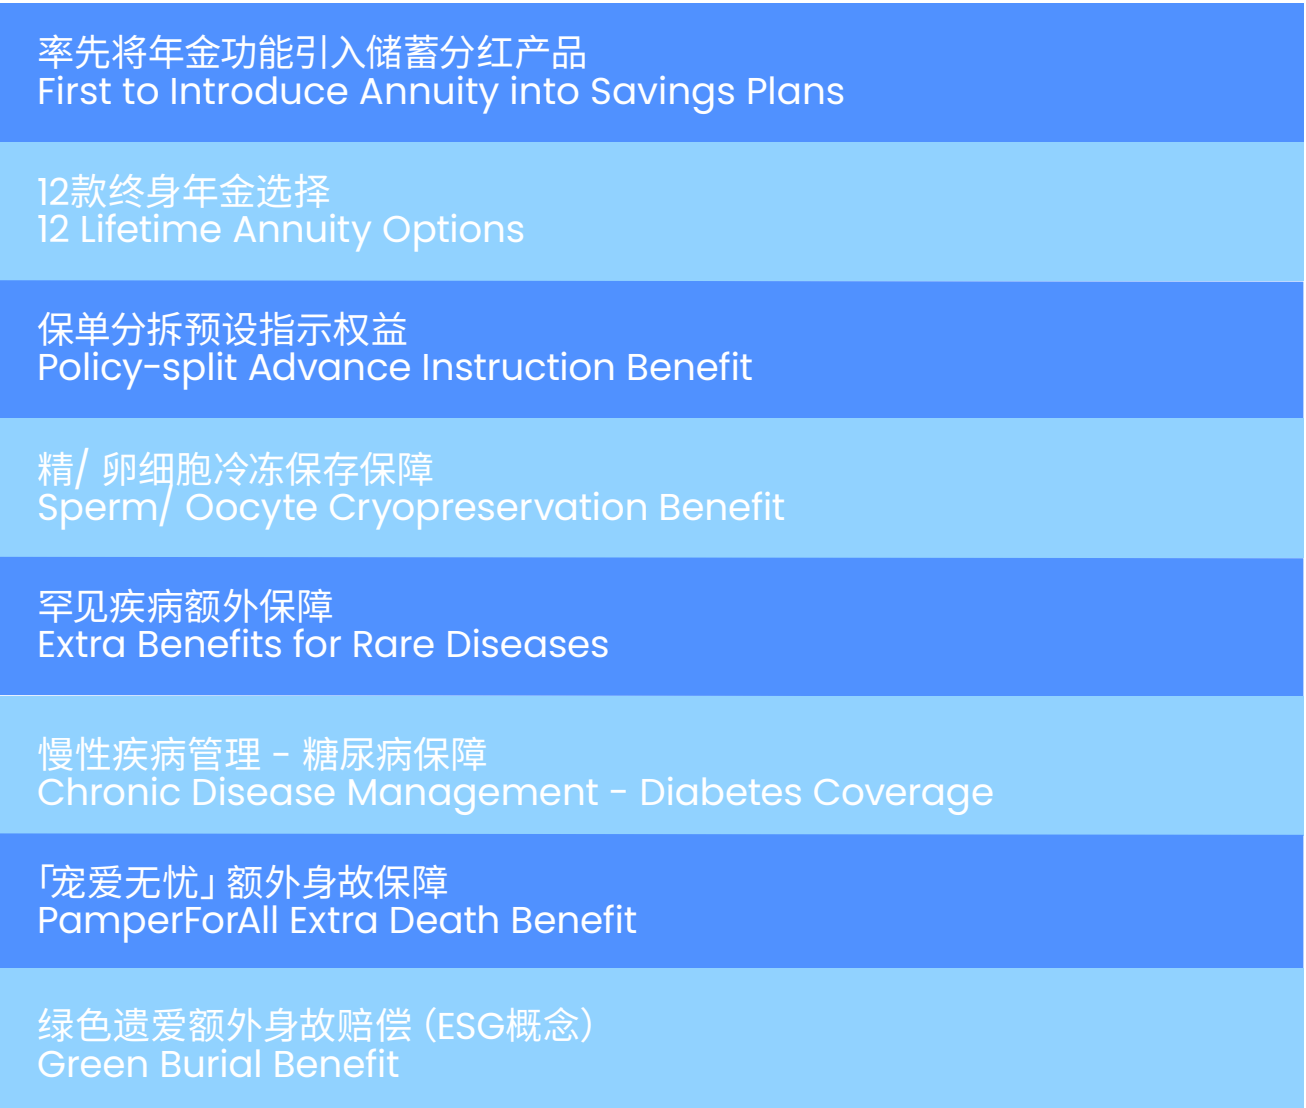 率先将年金功能引入储蓄分红产品
First to Introduce Annuity into Savings Plans
12款终身年金选择
12 Lifetime Annuity Options
保单分拆预设指示权益
Policy-split Advance Instruction Benefit
精/ 卵细胞冷冻保存保障
Sperm/ Oocyte Cryopreservation Benefit
罕见疾病额外保障
Extra Benefits for Rare Diseases
慢性疾病管理 - 糖尿病保障
Chronic Disease Management - Diabetes Coverage
「宠爱无忧」额外身故保障
PamperForAll Extra Death Benefit
绿色遗爱额外身故赔偿（ESG概念）
Green Burial Benefit